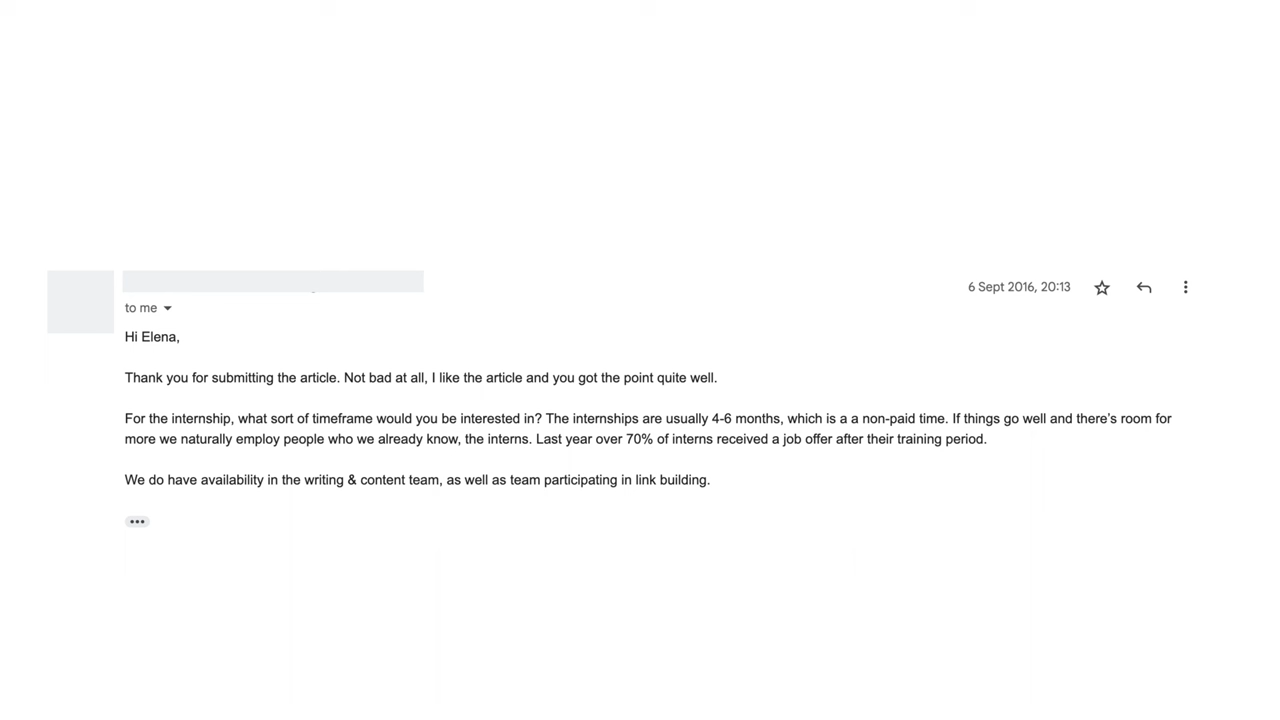 6 Sept 2016, 20:13
to me
Hi Elena,
Thank you for submitting the article. Not bad at all, I like the article and you got the point quite well.
For the internship, what sort of timeframe would you be interested in? The internships are usually 4-6 months, which is a a non-paid time. If things go well and there's room for
more we naturally employ people who we already know, the interns. Last year over 70% of interns received a job offer after their training period.
We do have availability in the writing & content team, as well as team participating in link building.